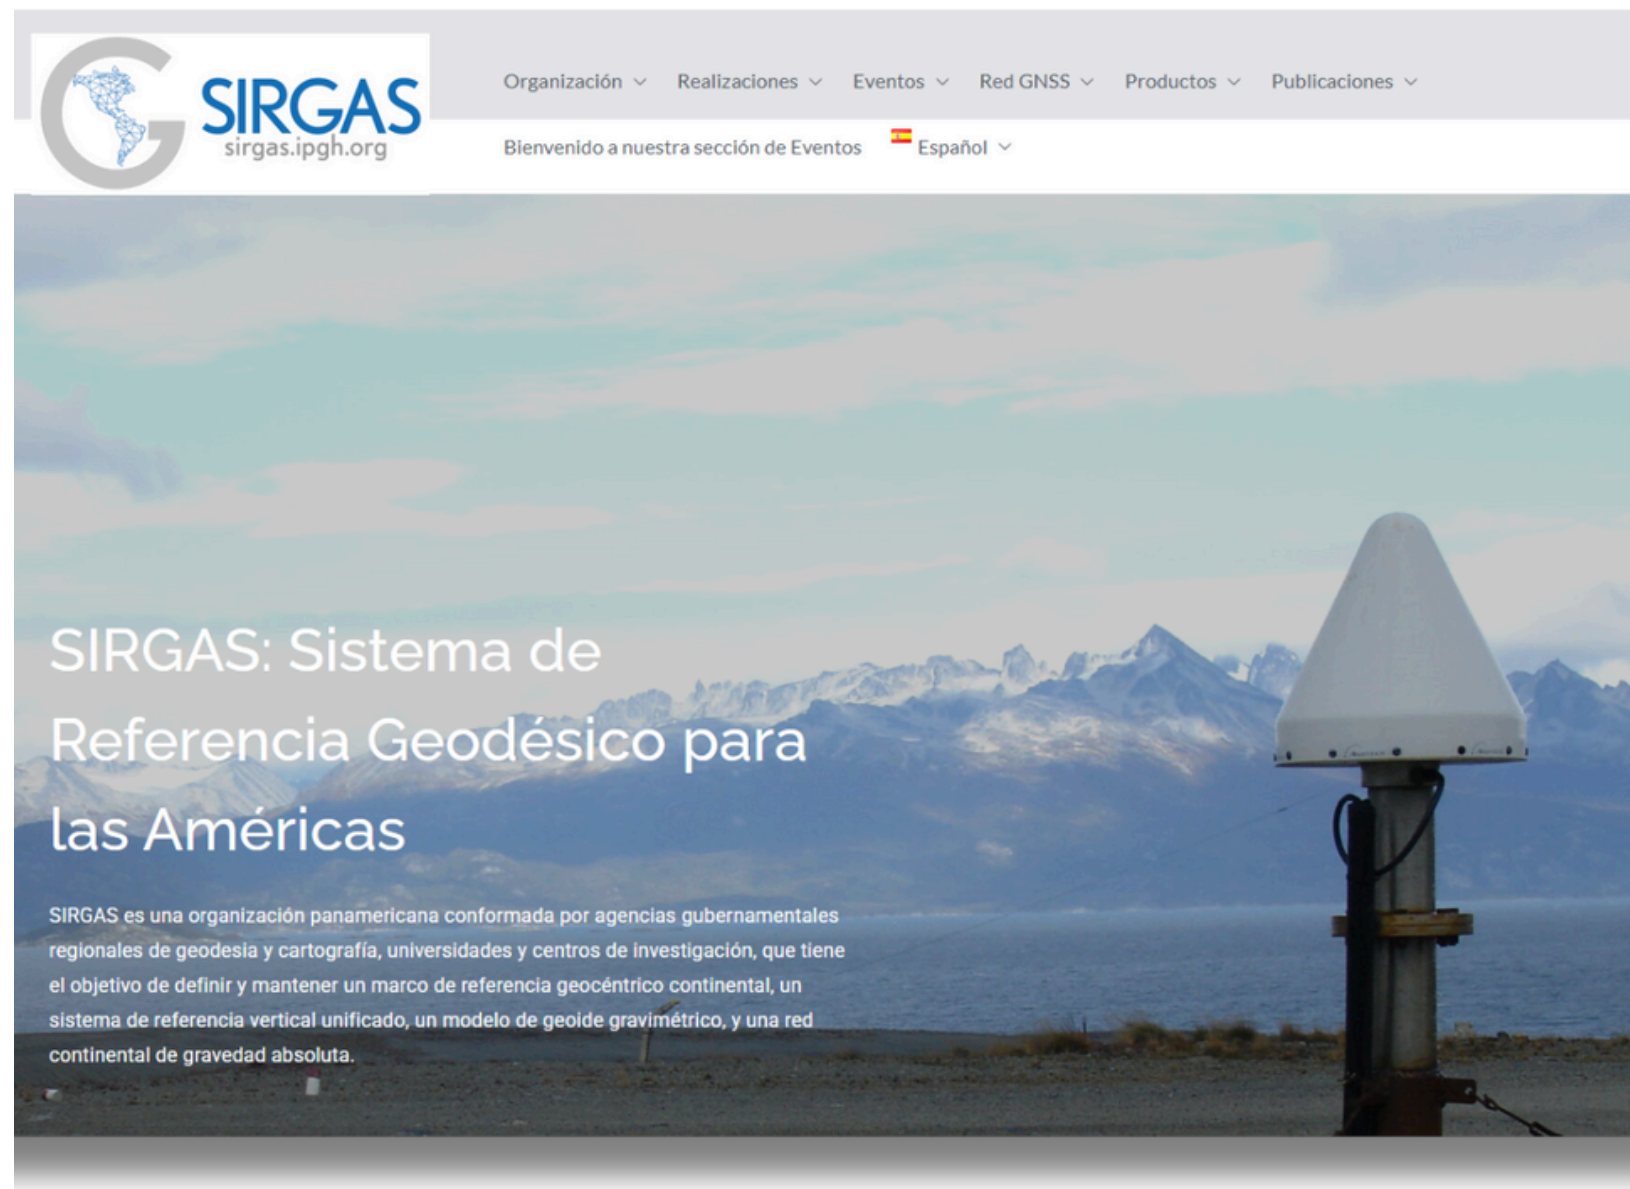 SIRGAS
sirgas.ipgh.org
Organización
Realizaciones
Eventos
Red GNSS
Productos
Publicaciones
Bienvenido a nuestra sección de Eventos
Español
SIRGAS: Sistema de
Referencia Geodésico para
las Américas
SIRGAS es una organización panamericana conformada por agencias gubernamentales
regionales de geodesia y cartografía, universidades y centros de investigación, que tiene
el objetivo de definir y mantener un marco de referencia geocéntrico continental, un
sistema de referencia vertical unificado, un modelo de geoide gravimétrico, y una red
continental de gravedad absoluta.